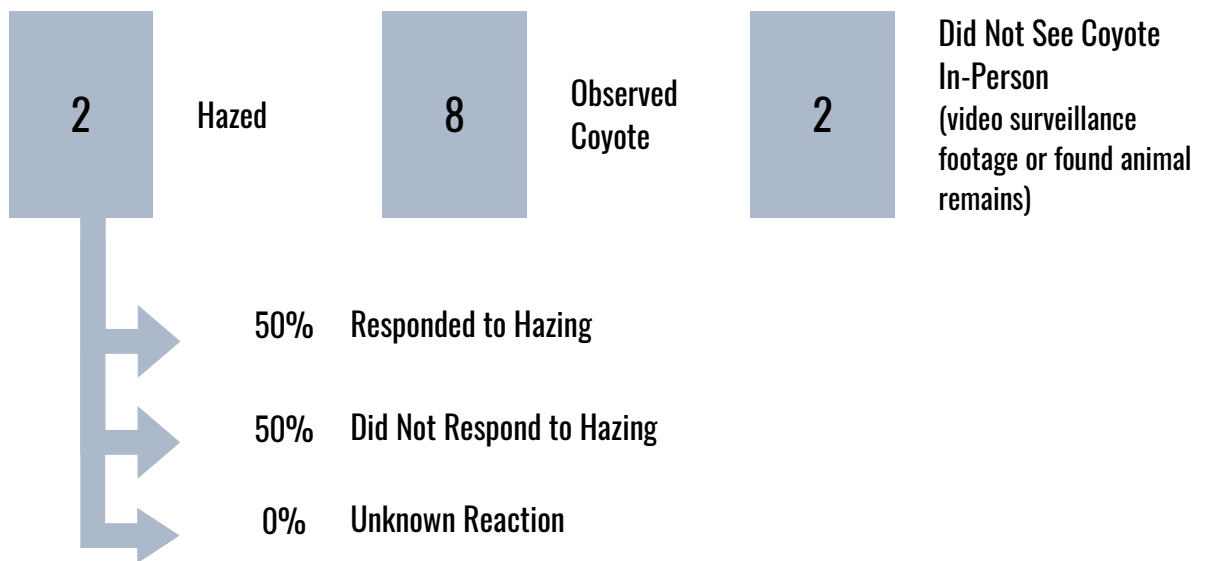 2
Hazed
8
Observed
Coyote
2
Did Not See Coyote
In-Person
(video surveillance
footage or found animal
remains)
50% Responded to Hazing
50% Did Not Respond to Hazing
0% Unknown Reaction